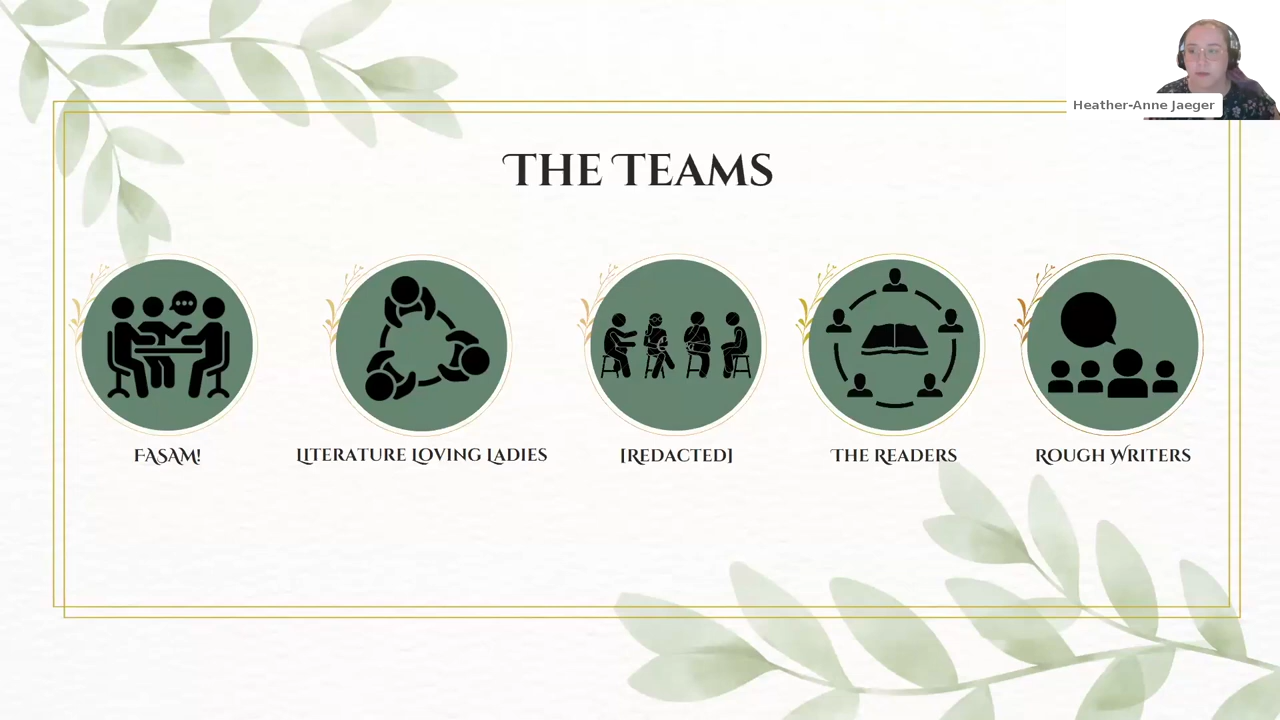 Heather-Anne Jaeger
The Teams
FASAM!
Literature Loving Ladies
[Redacted]
The Readers
Rough Writers